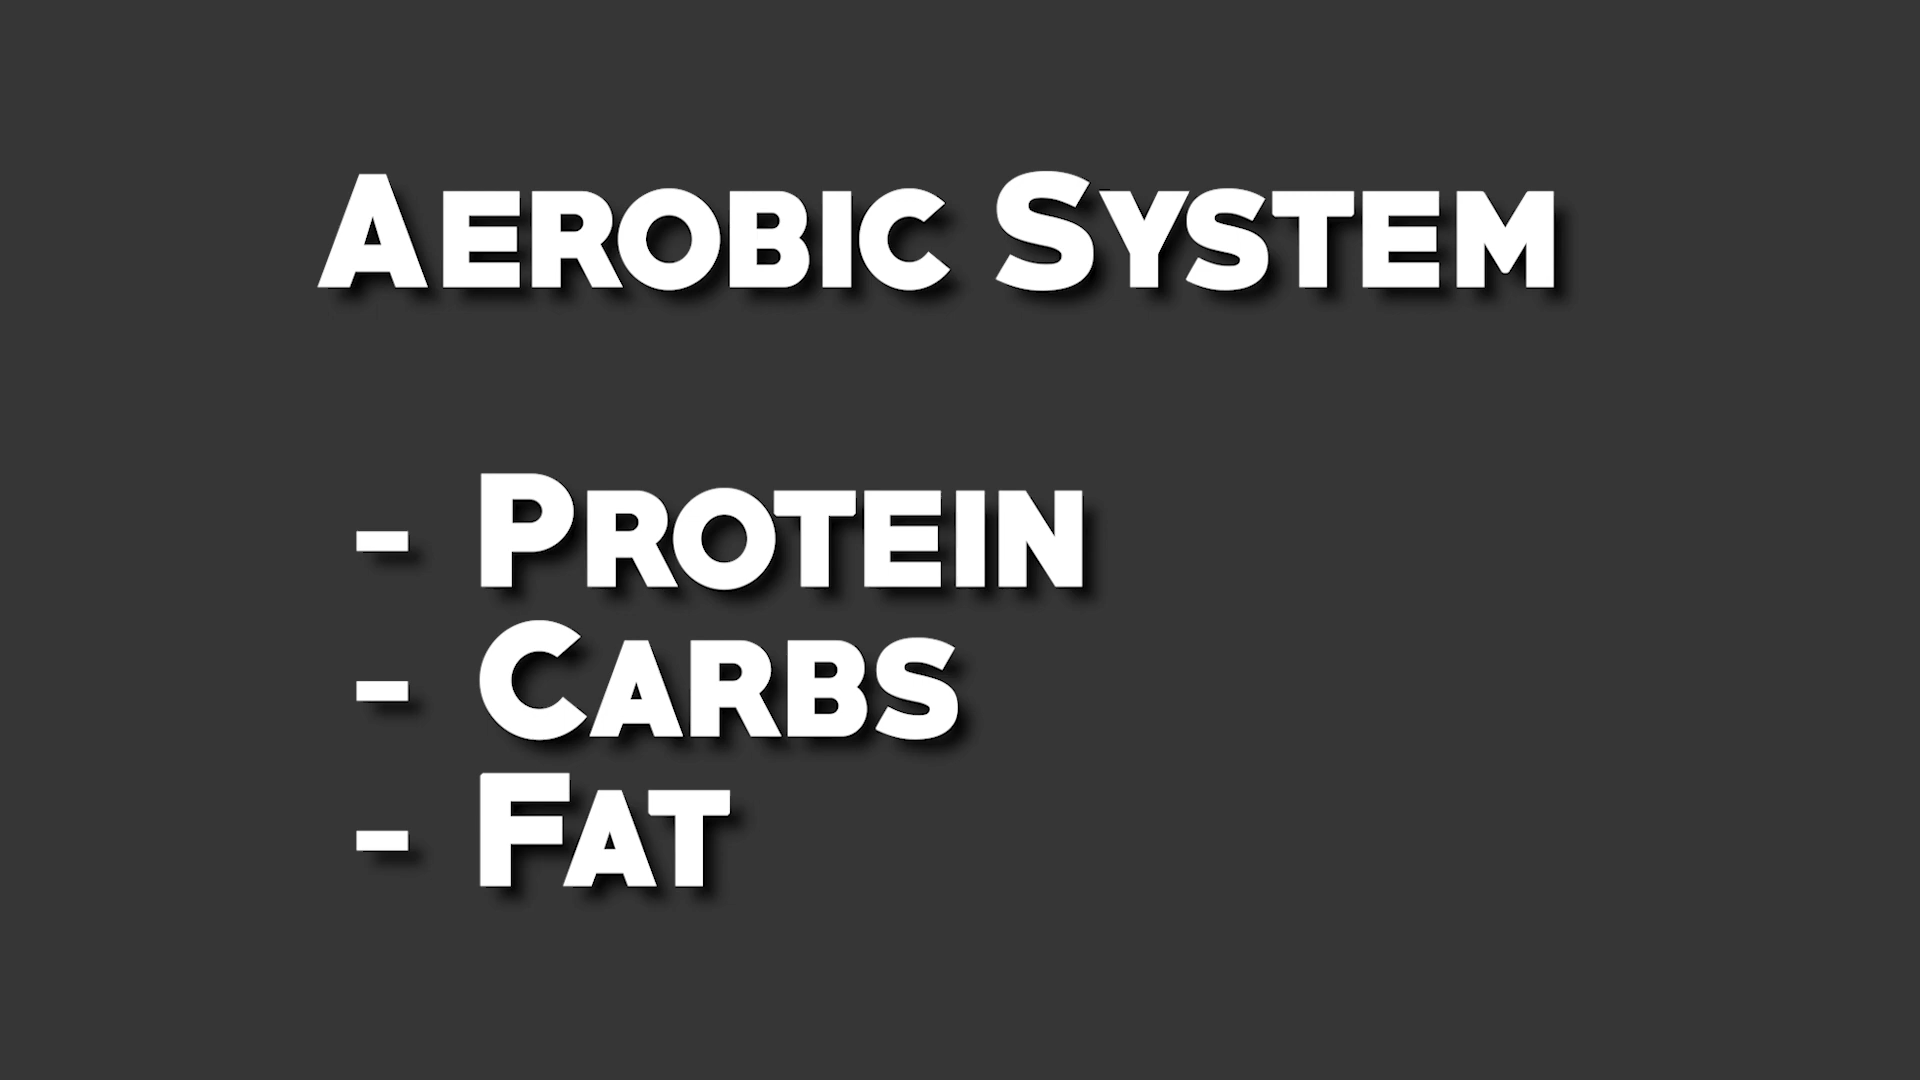 Aerobic System
- Protein
- Carbs
- Fat